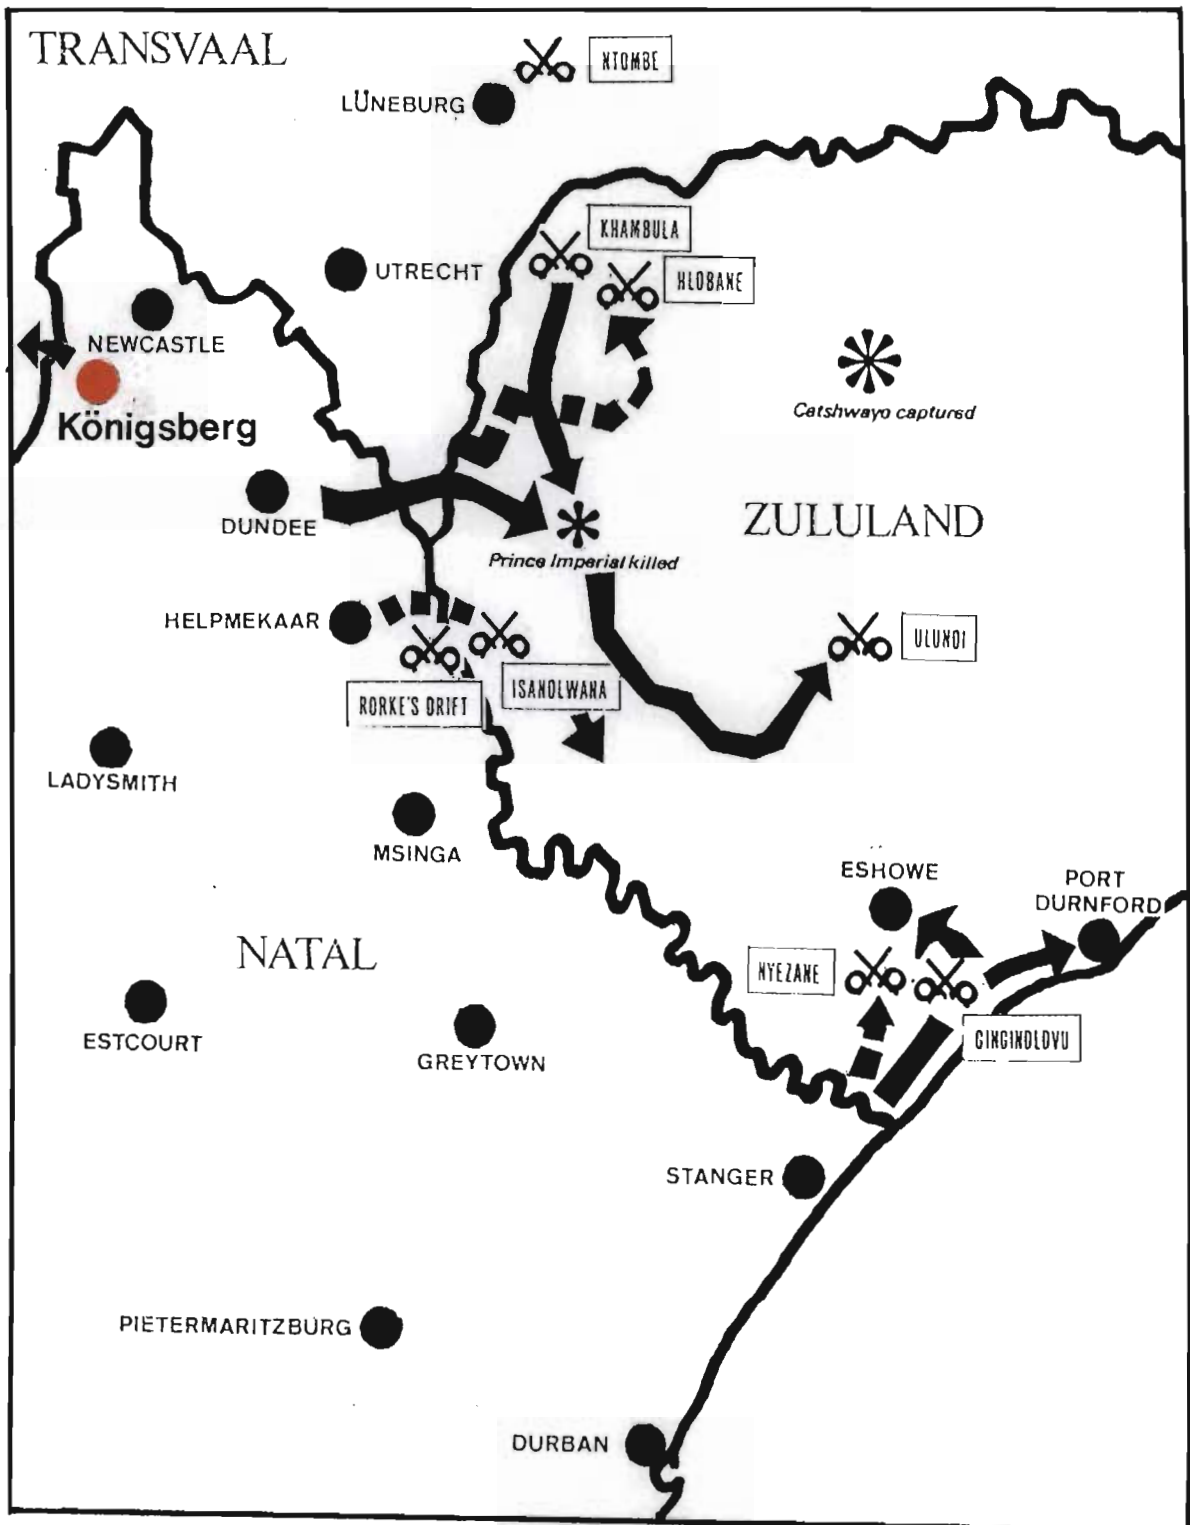 TRANSVAAL
NTOMBE
LÜNEBURG
KHAMBULA
UTRECHT
HLOBANE
NEWCASTLE
Königsberg
Catshwayo captured
DUNDEE
ZULULAND
Prince Imperial killed
HELPMEKAAR
ULUNDI
ISANDLWANA
RORKE'S DRIFT
LADYSMITH
MSINGA
ESHOWE
PORT
DURNFORD
NATAL
NYEZANE
ESTCOURT
GREYTOWN
GINGINDLOVU
STANGER
PIETERMARITZBURG
DURBAN